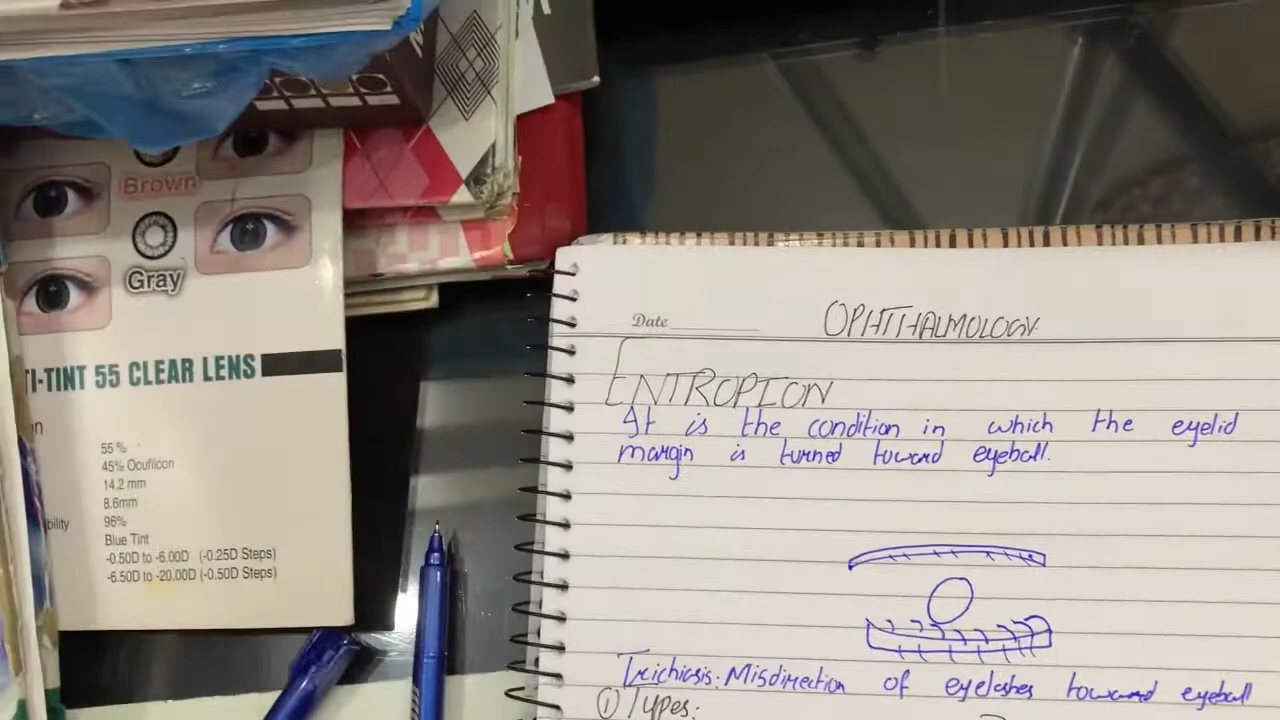 Brown
Gray
TI-TINT 55 CLEAR LENS
55 %
45% Ocufilcon
14.2 mm
8.6mm
bility 96%
Blue Tint
-0.50D to -6.00D (-0.25D Steps)
-6.50D to -20.00D (-0.50D Steps)
Date
OPHTHALMOLOGY
ENTROPION
It is the condition in which the eyelid
margin is turned toward eyeball.
Trichiasis: Misdirection of eyelashes toward eyeball
① Types: